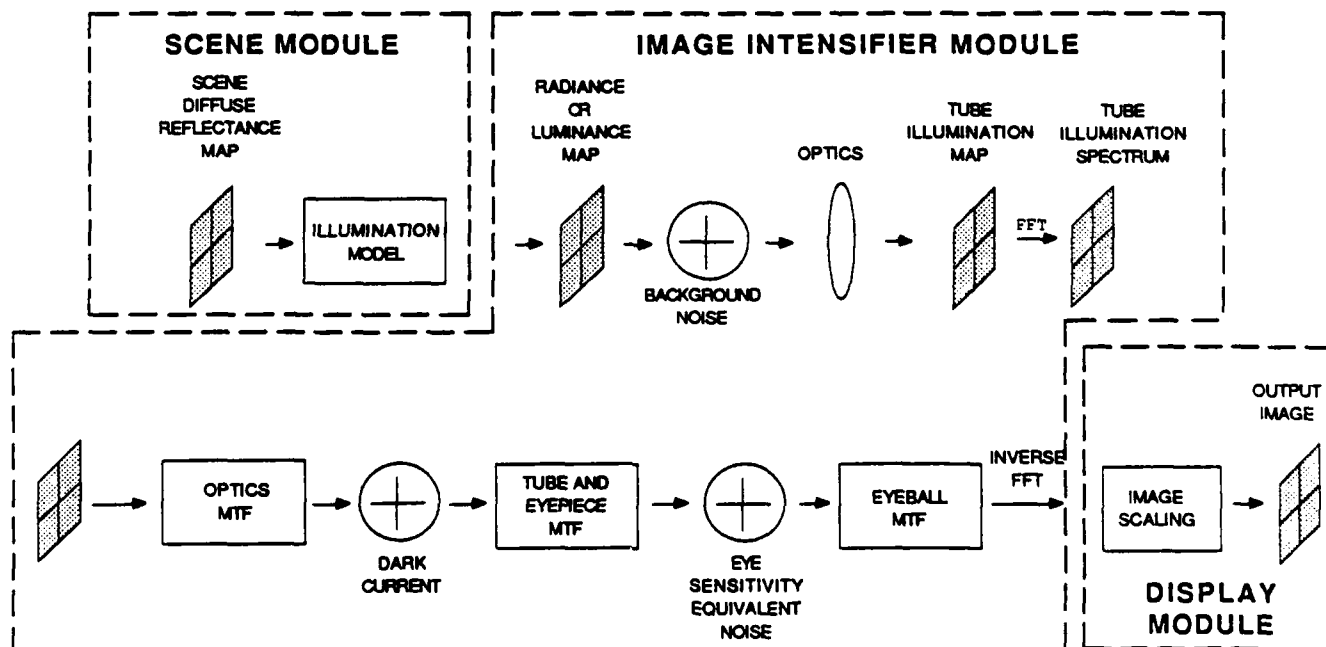 SCENE MODULE
SCENE
DIFFUSE
REFLECTANCE
MAP
ILLUMINATION
MODEL
IMAGE INTENSIFIER MODULE
RADIANCE
CR
LUMINANCE
MAP
BACKGROUND
NOISE
OPTICS
TUBE
ILLUMINATION
MAP
FFT
TUBE
ILLUMINATION
SPECTRUM
OPTICS
MTF
DARK
CURRENT
TUBE AND
EYEPIECE
MTF
EYE
SENSITIVITY
EQUIVALENT
NOISE
EYEBALL
MTF
INVERSE
FFT
IMAGE
SCALING
OUTPUT
IMAGE
DISPLAY
MODULE